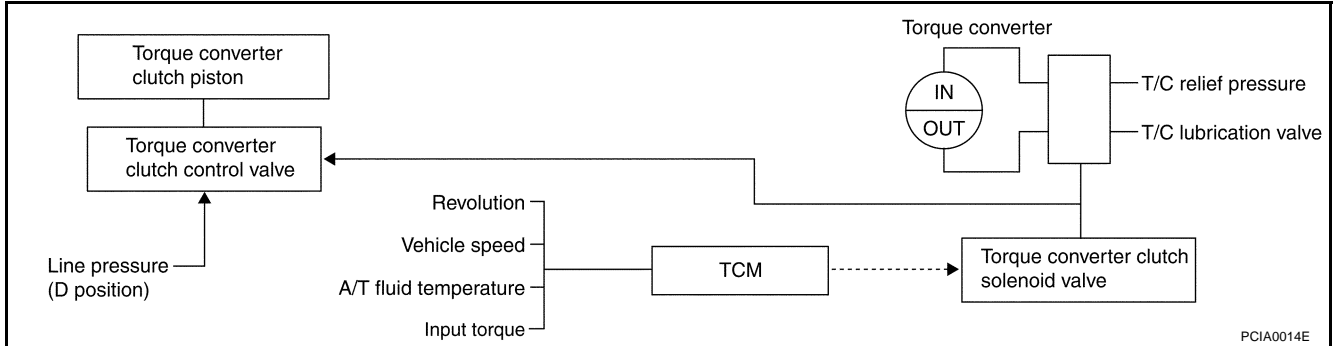 Torque converter
clutch piston
Torque converter
clutch control valve
Line pressure
(D position)
Revolution
Vehicle speed
A/T fluid temperature
Input torque
TCM
Torque converter
IN
OUT
T/C relief pressure
T/C lubrication valve
Torque converter clutch
solenoid valve
PCIA0014E